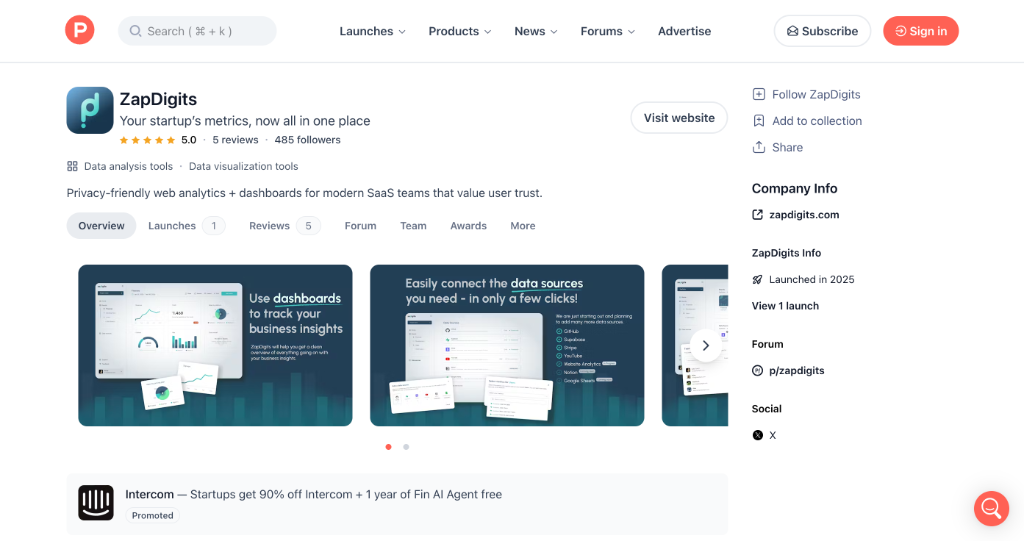 Search ( ⌘ + k )
Launches
Products
News
Forums
Advertise
Subscribe
Sign in
ZapDigits
Your startup's metrics, now all in one place
5.0 · 5 reviews · 485 followers
Visit website
Data analysis tools · Data visualization tools
Privacy-friendly web analytics + dashboards for modern SaaS teams that value user trust.
Overview
Launches 1
Reviews 5
Forum
Team
Awards
More
Use dashboards
to track your
business insights
ZapDigits will help you get a desk
overview of everything going on with
your business insights.
Easily connect the data sources
you need - in only a few clicks!
We are just starting out and planning
to add many more data sources.
GitHub
Supabase
Stripe
YouTube
Website Analytics
Notion
Google Sheets
Intercom — Startups get 90% off Intercom + 1 year of Fin AI Agent free
Promoted
Follow ZapDigits
Add to collection
Share
Company Info
zapdigits.com
ZapDigits Info
Launched in 2025
View 1 launch
Forum
p/zapdigits
Social
X